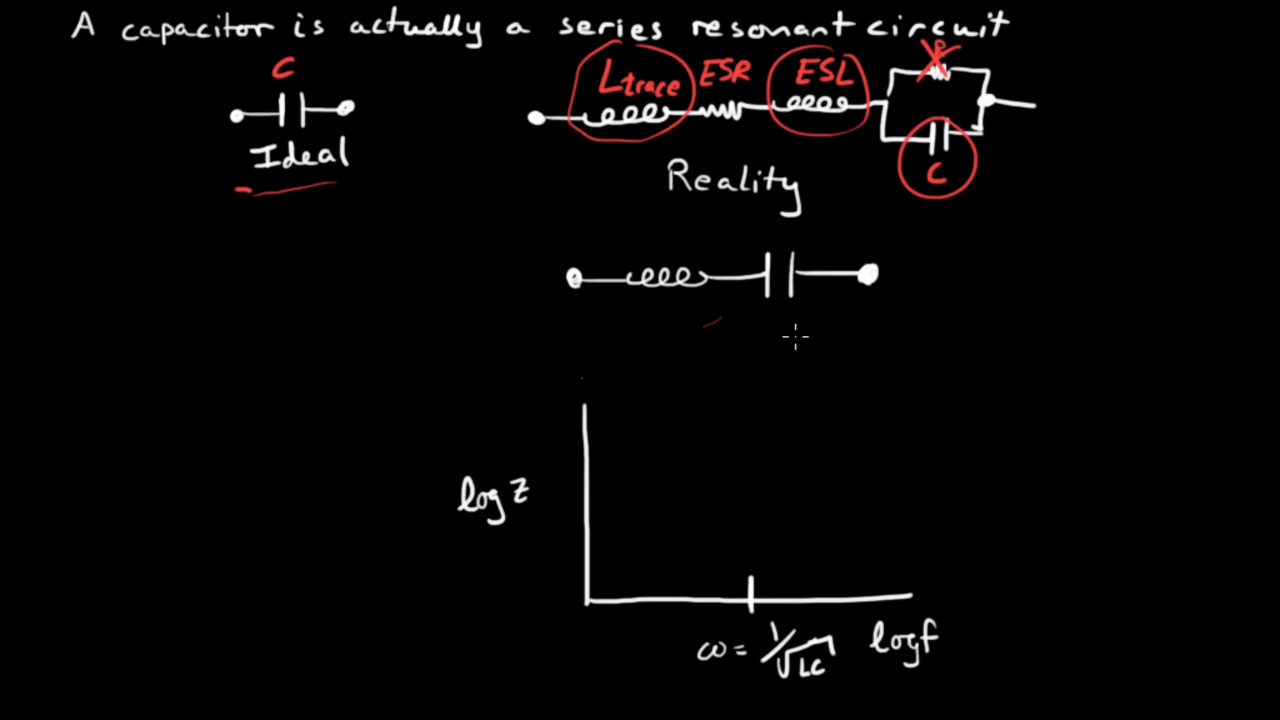 A capacitor is actually a series resonant circuit
C
Ltrace ESR ESL
R
Ideal
C
Reality
log Z
ω = 1/√LC log f